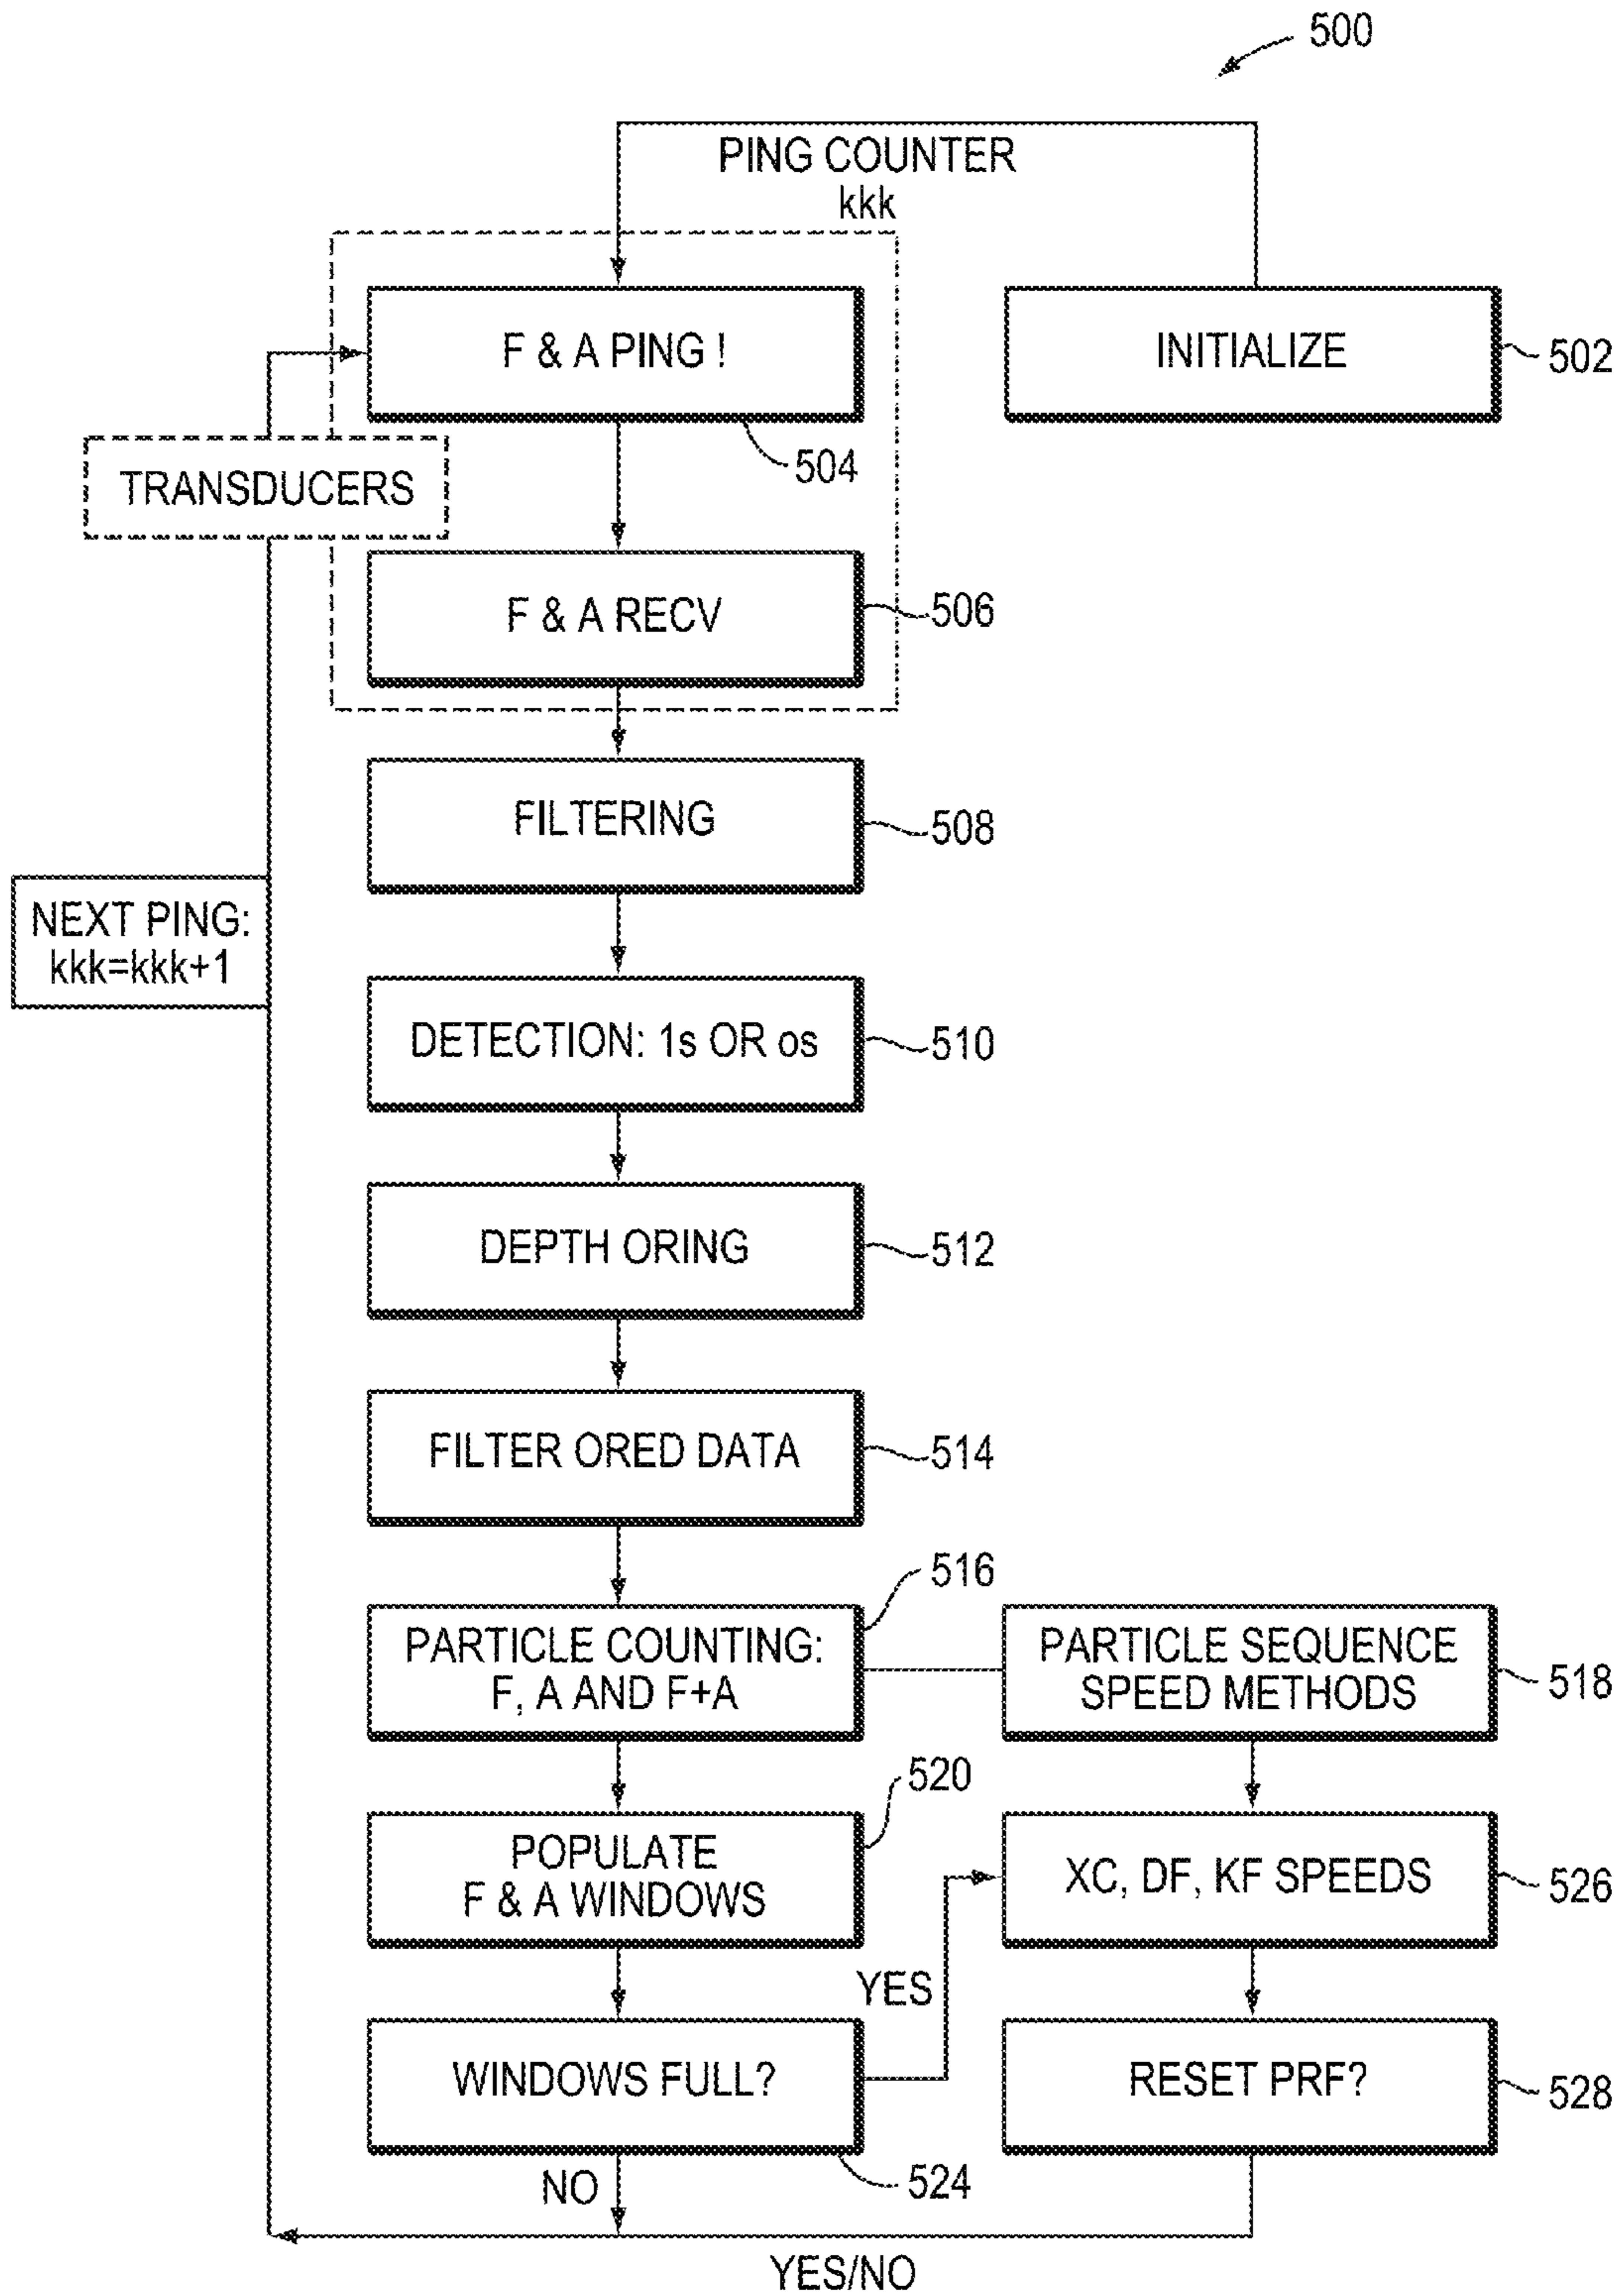 500
PING COUNTER
kkk
F & A PING !
INITIALIZE
502
504
TRANSDUCERS
F & A RECV
506
FILTERING
508
NEXT PING:
kkk=kkk+1
DETECTION: 1s OR os
510
DEPTH ORING
512
FILTER ORED DATA
514
516
PARTICLE COUNTING:
F, A AND F+A
PARTICLE SEQUENCE
SPEED METHODS
518
520
POPULATE
F & A WINDOWS
XC, DF, KF SPEEDS
526
YES
WINDOWS FULL?
RESET PRF?
528
NO
524
YES/NO